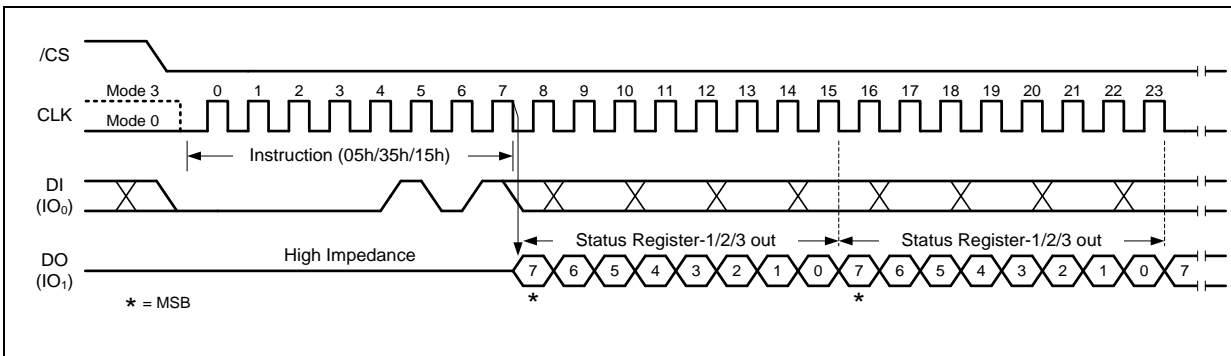 /CS
Mode 3
0 1 2 3 4 5 6 7 8 9 10 11 12 13 14 15 16 17 18 19 20 21 22 23
CLK
Mode 0
Instruction (05h/35h/15h)
DI
(IO₀)
Status Register-1/2/3 out Status Register-1/2/3 out
High Impedance
DO
(IO₁)
7 6 5 4 3 2 1 0 7 6 5 4 3 2 1 0 7
* *
* = MSB